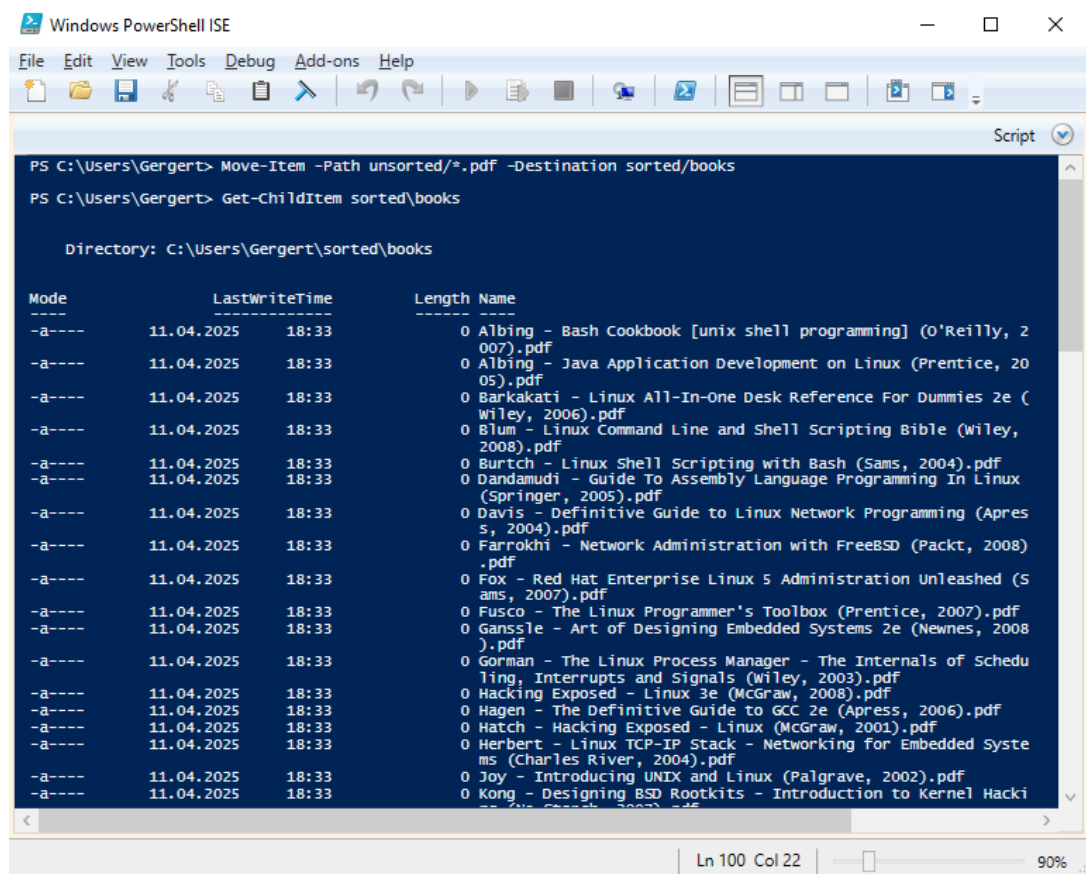 Windows PowerShell ISE
File Edit View Tools Debug Add-ons Help
Script
PS C:\Users\Gergert> Move-Item -Path unsorted/*.pdf -Destination sorted/books
PS C:\Users\Gergert> Get-ChildItem sorted\books
Directory: C:\Users\Gergert\sorted\books
Mode LastWriteTime Length Name
---- ------------- ------ ----
-a---- 11.04.2025 18:33 0 Albing - Bash Cookbook [unix shell programming] (O'Reilly, 2
007).pdf
-a---- 11.04.2025 18:33 0 Albing - Java Application Development on Linux (Prentice, 20
05).pdf
-a---- 11.04.2025 18:33 0 Barkakati - Linux All-In-One Desk Reference For Dummies 2e (
Wiley, 2006).pdf
-a---- 11.04.2025 18:33 0 Blum - Linux Command Line and Shell Scripting Bible (Wiley,
2008).pdf
-a---- 11.04.2025 18:33 0 Burtch - Linux Shell Scripting with Bash (Sams, 2004).pdf
-a---- 11.04.2025 18:33 0 Dandamudi - Guide To Assembly Language Programming In Linux
(Springer, 2005).pdf
-a---- 11.04.2025 18:33 0 Davis - Definitive Guide to Linux Network Programming (Apres
s, 2004).pdf
-a---- 11.04.2025 18:33 0 Farrokhi - Network Administration with FreeBSD (Packt, 2008)
.pdf
-a---- 11.04.2025 18:33 0 Fox - Red Hat Enterprise Linux 5 Administration Unleashed (S
ams, 2007).pdf
-a---- 11.04.2025 18:33 0 Fusco - The Linux Programmer's Toolbox (Prentice, 2007).pdf
-a---- 11.04.2025 18:33 0 Ganssle - Art of Designing Embedded Systems 2e (Newnes, 2008
).pdf
-a---- 11.04.2025 18:33 0 Gorman - The Linux Process Manager - The Internals of Schedu
ling, Interrupts and Signals (Wiley, 2003).pdf
-a---- 11.04.2025 18:33 0 Hacking Exposed - Linux 3e (McGraw, 2008).pdf
-a---- 11.04.2025 18:33 0 Hagen - The Definitive Guide to GCC 2e (Apress, 2006).pdf
-a---- 11.04.2025 18:33 0 Hatch - Hacking Exposed - Linux (McGraw, 2001).pdf
-a---- 11.04.2025 18:33 0 Herbert - Linux TCP-IP Stack - Networking for Embedded Syste
ms (Charles River, 2004).pdf
-a---- 11.04.2025 18:33 0 Joy - Introducing UNIX and Linux (Palgrave, 2002).pdf
-a---- 11.04.2025 18:33 0 Kong - Designing BSD Rootkits - Introduction to Kernel Hacki
Ln 100 Col 22 90%